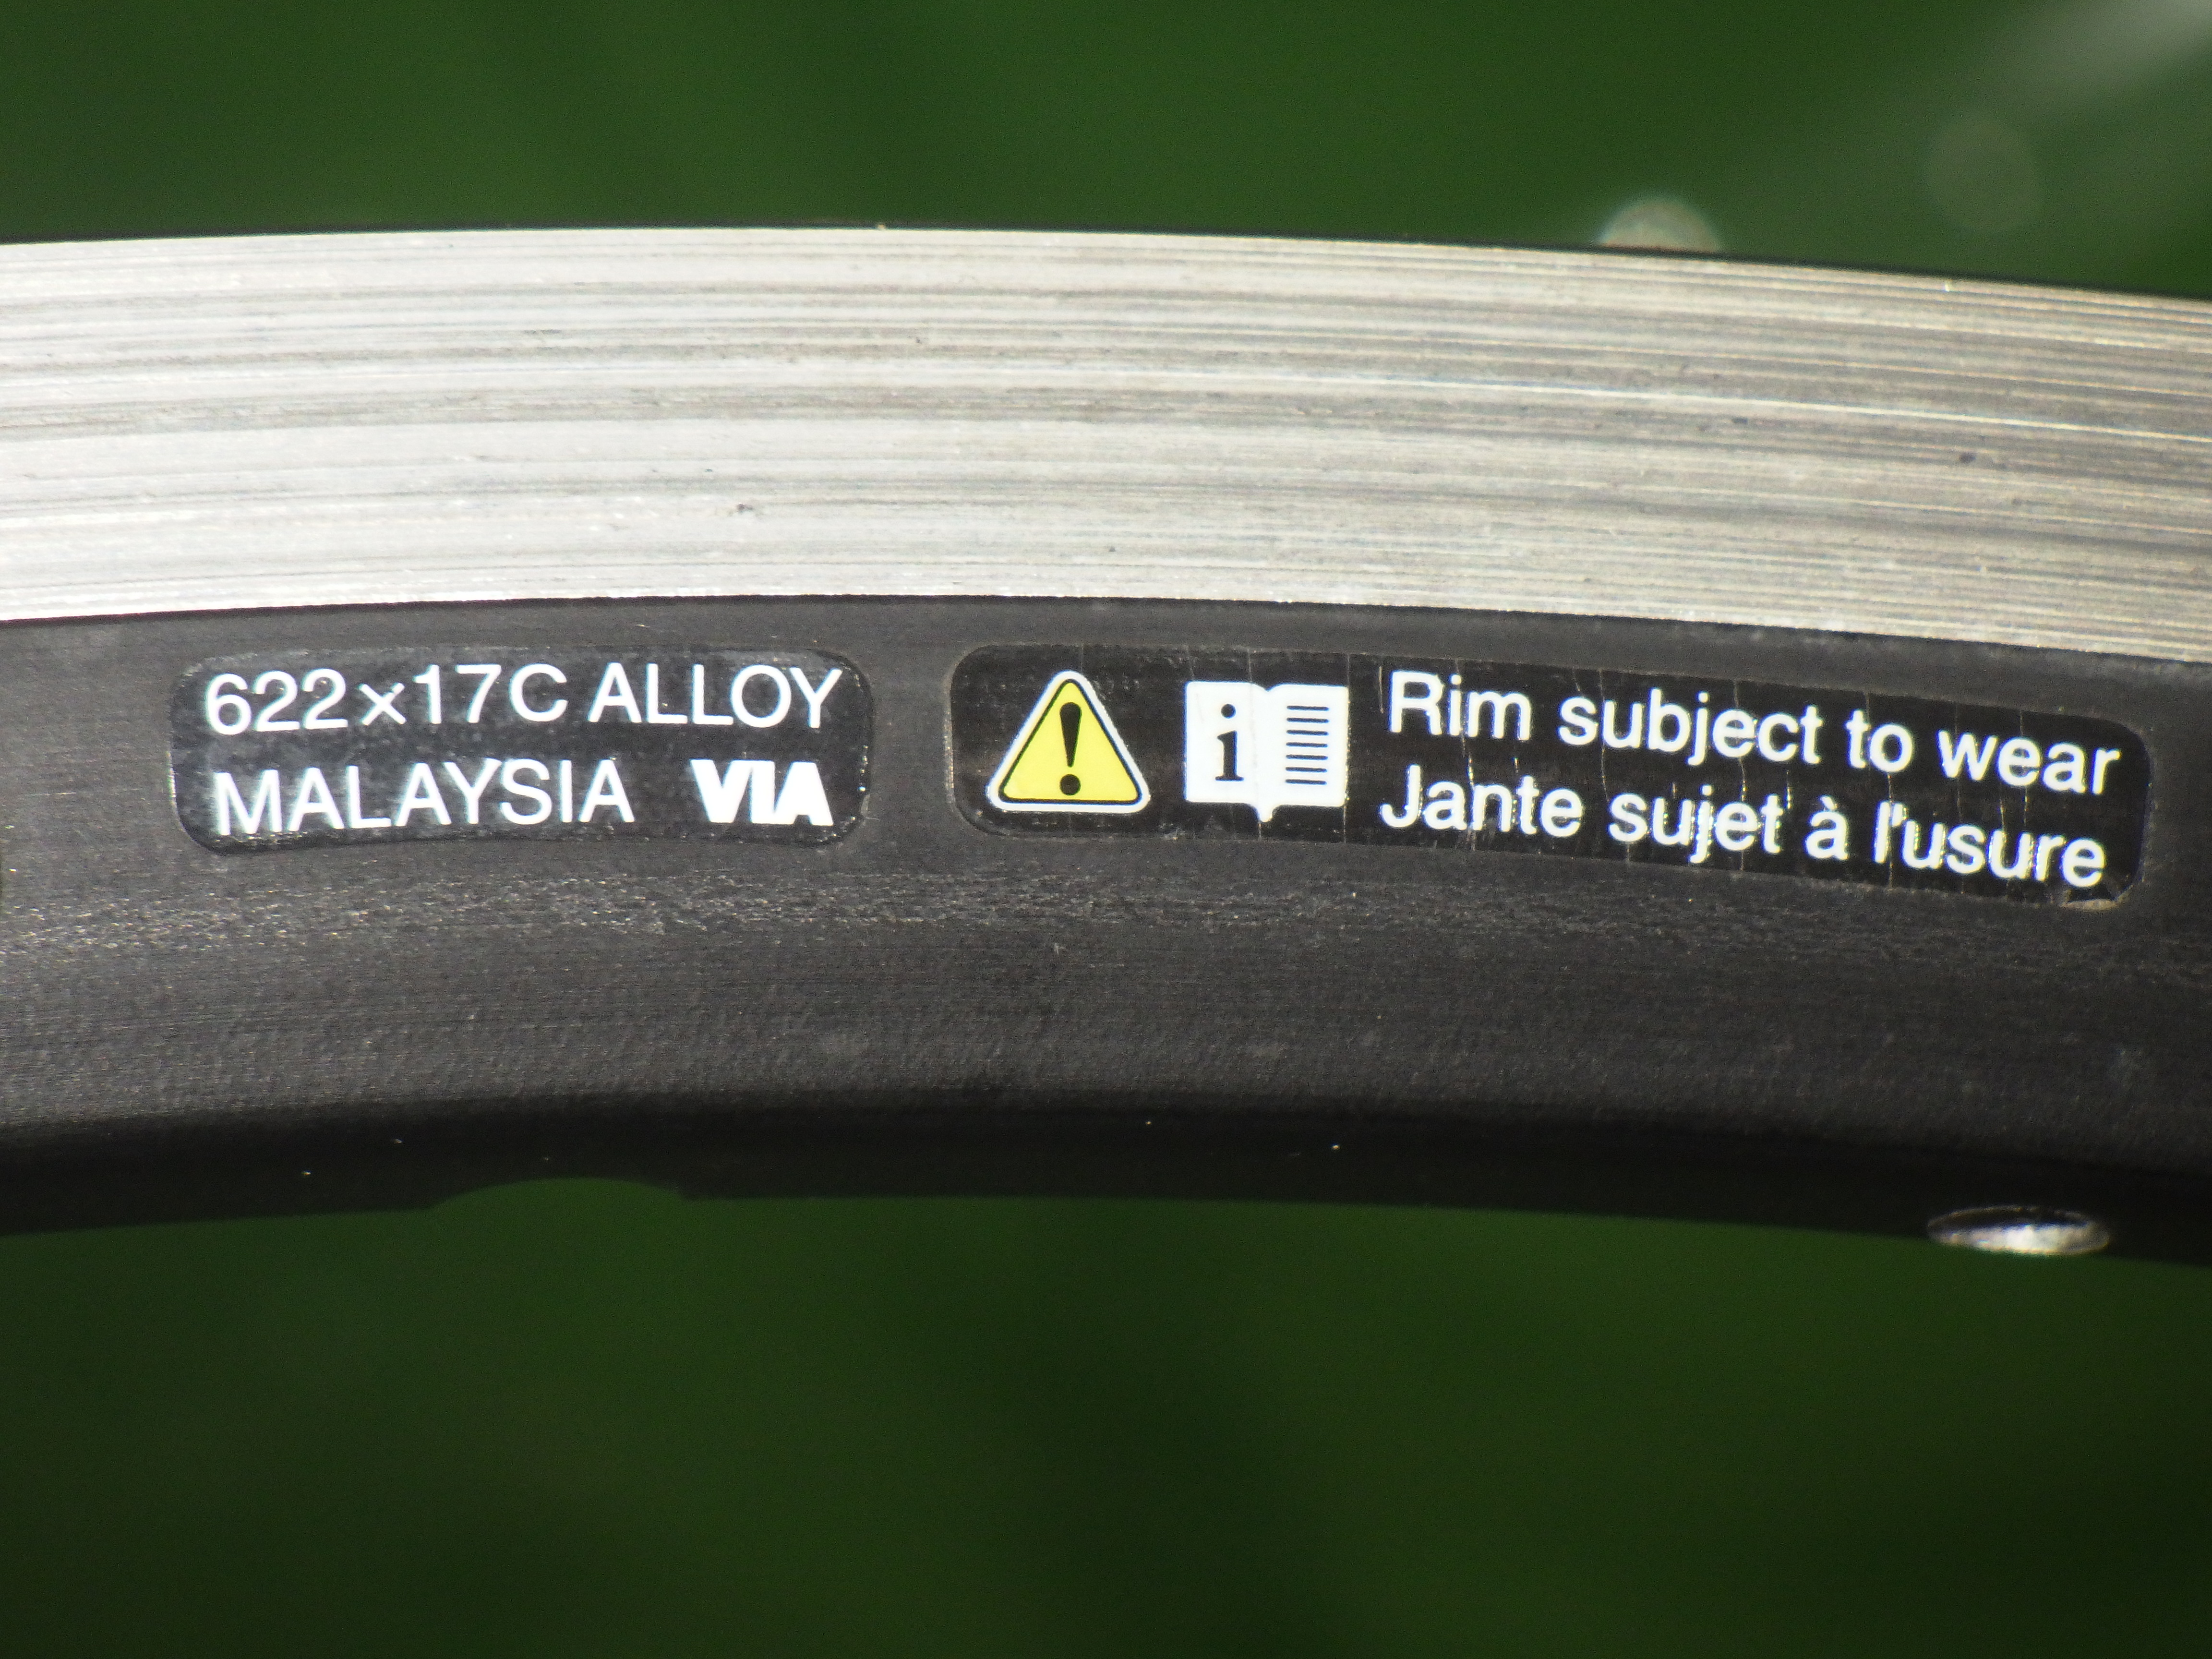 622×17C ALLOY
MALAYSIA VIA
! i Rim subject to wear
Jante sujet à l'usure